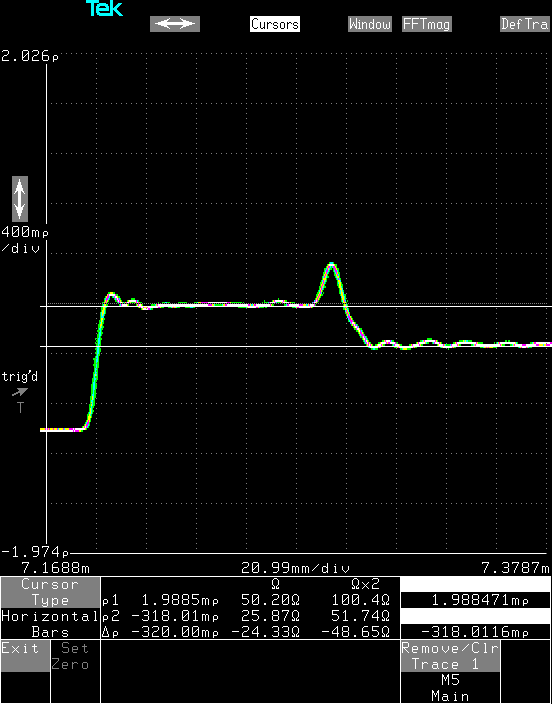 Tek
Cursors Window FFTmag DefTra
2.026ρ
400mρ
/div
trig'd
T
-1.974ρ
7.1688m 20.99mm/div 7.3787m
Cursor Ω Ω×2
Type ρ1 1.9885mρ 50.20Ω 100.4Ω 1.988471mρ
Horizontal ρ2 -318.01mρ 25.87Ω 51.74Ω
Bars Δρ -320.00mρ -24.33Ω -48.65Ω -318.0116mρ
Exit Set Remove/Clr
Zero Trace 1
M5
Main